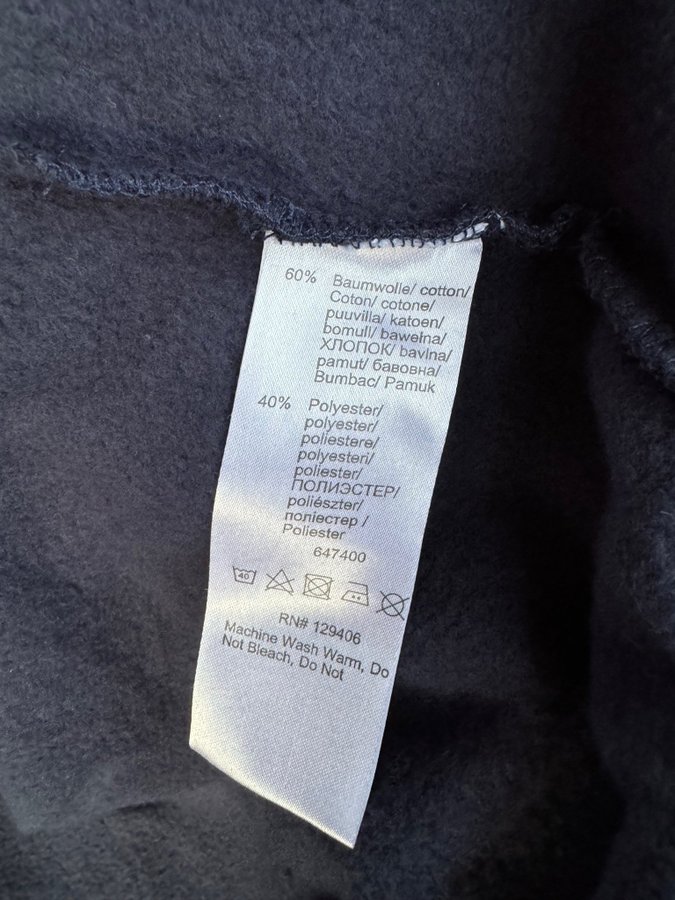 60% Baumwolle/ cotton/
Coton/ cotone/
puuvilla/ katoen/
bomull/ bawełna/
ХЛОПОК/ bavlna/
pamut/ бавовна/
Bumbac/ Pamuk
40% Polyester/
polyester/
poliestere/
polyesteri/
poliester/
ПОЛИЭСТЕР/
poliészter/
поліестер /
Poliester
647400
40
RN# 129406
Machine Wash Warm, Do
Not Bleach, Do Not